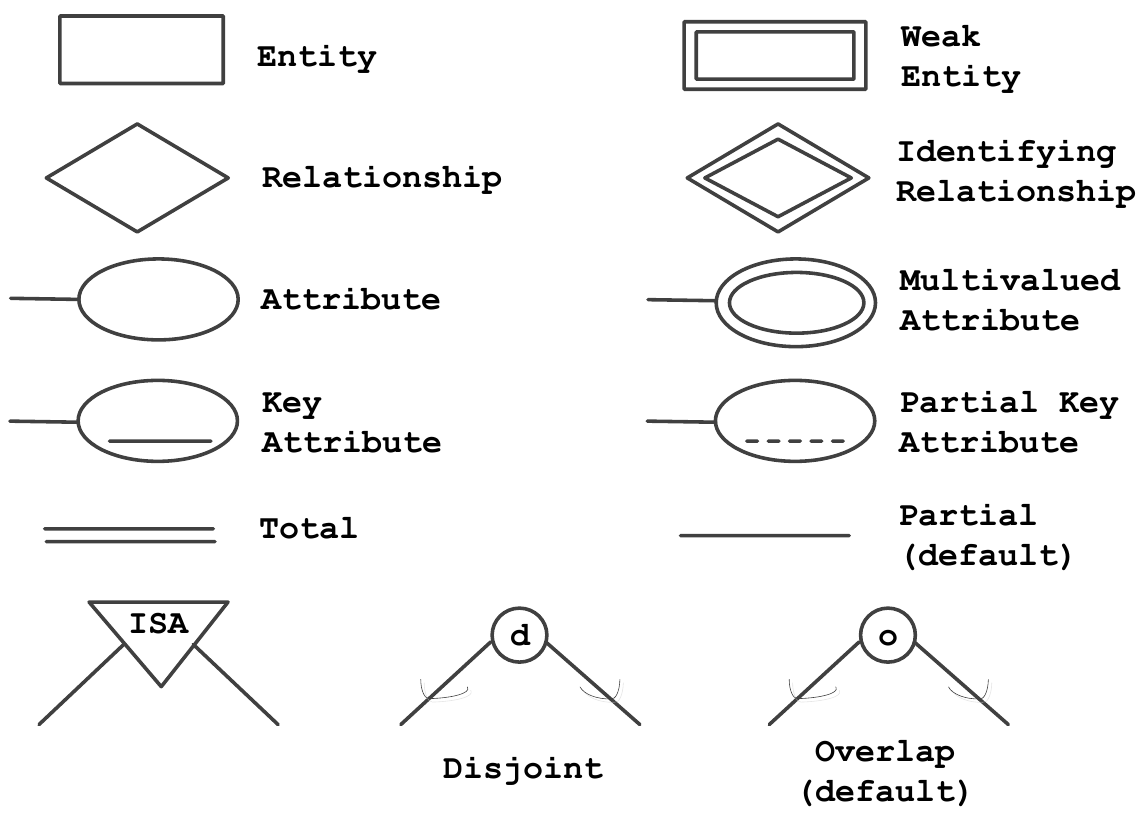 Entity
Weak
Entity
Relationship
Identifying
Relationship
Attribute
Multivalued
Attribute
Key
Attribute
Partial Key
Attribute
Total
Partial
(default)
ISA
d
o
Disjoint
Overlap
(default)